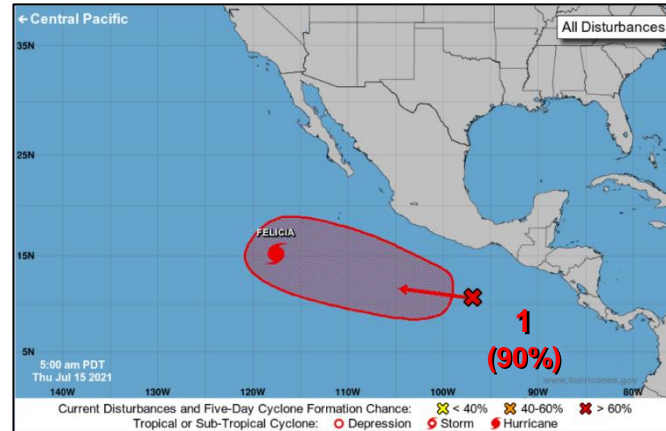 ← Central Pacific
All Disturbances
35N
25N
FELICIA
15N
1
(90%)
5N
5:00 am PDT
Thu Jul 15 2021
www.hurricanes.gov
140W 130W 120W 110W 100W 90W 80W
Current Disturbances and Five-Day Cyclone Formation Chance: < 40% 40-60% > 60%
Tropical or Sub-Tropical Cyclone: Depression Storm Hurricane